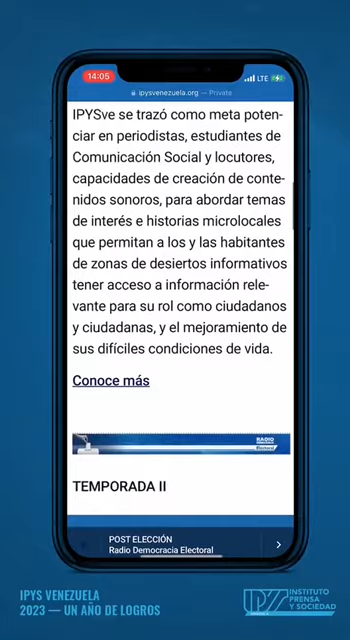 14:05
LTE
ipysvenezuela.org — Private
IPYSve se trazó como meta poten-
ciar en periodistas, estudiantes de
Comunicación Social y locutores,
capacidades de creación de conte-
nidos sonoros, para abordar temas
de interés e historias microlocales
que permitan a los y las habitantes
de zonas de desiertos informativos
tener acceso a información rele-
vante para su rol como ciudadanos
y ciudadanas, y el mejoramiento de
sus difíciles condiciones de vida.
Conoce más
RADIO
Electoral
TEMPORADA II
POST ELECCIÓN
Radio Democracia Electoral
IPYS VENEZUELA
2023 — UN AÑO DE LOGROS
INSTITUTO
PRENSA
Y SOCIEDAD